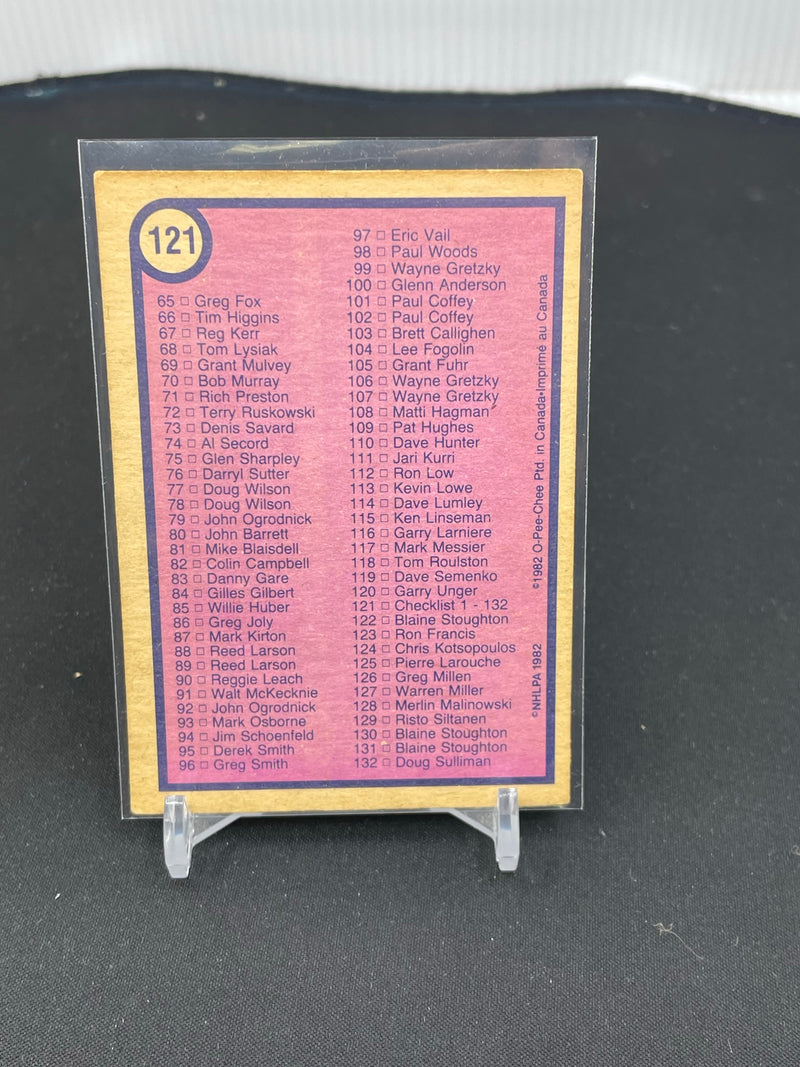 121
65 □ Greg Fox
66 □ Tim Higgins
67 □ Reg Kerr
68 □ Tom Lysiak
69 □ Grant Mulvey
70 □ Bob Murray
71 □ Rich Preston
72 □ Terry Ruskowski
73 □ Denis Savard
74 □ Al Secord
75 □ Glen Sharpley
76 □ Darryl Sutter
77 □ Doug Wilson
78 □ Doug Wilson
79 □ John Ogrodnick
80 □ John Barrett
81 □ Mike Blaisdell
82 □ Colin Campbell
83 □ Danny Gare
84 □ Gilles Gilbert
85 □ Willie Huber
86 □ Greg Joly
87 □ Mark Kirton
88 □ Reed Larson
89 □ Reed Larson
90 □ Reggie Leach
91 □ Walt McKecknie
92 □ John Ogrodnick
93 □ Mark Osborne
94 □ Jim Schoenfeld
95 □ Derek Smith
96 □ Greg Smith
97 □ Eric Vail
98 □ Paul Woods
99 □ Wayne Gretzky
100 □ Glenn Anderson
101 □ Paul Coffey
102 □ Paul Coffey
103 □ Brett Callighen
104 □ Lee Fogolin
105 □ Grant Fuhr
106 □ Wayne Gretzky
107 □ Wayne Gretzky
108 □ Matti Hagman
109 □ Pat Hughes
110 □ Dave Hunter
111 □ Jari Kurri
112 □ Ron Low
113 □ Kevin Lowe
114 □ Dave Lumley
115 □ Ken Linseman
116 □ Garry Larniere
117 □ Mark Messier
118 □ Tom Roulston
119 □ Dave Semenko
120 □ Garry Unger
121 □ Checklist 1 - 132
122 □ Blaine Stoughton
123 □ Ron Francis
124 □ Chris Kotsopoulos
125 □ Pierre Larouche
126 □ Greg Millen
127 □ Warren Miller
128 □ Merlin Malinowski
129 □ Risto Siltanen
130 □ Blaine Stoughton
131 □ Blaine Stoughton
132 □ Doug Sulliman
©NHLPA 1982 ©1982 O-Pee-Chee Ptd. in Canada•Imprimé au Canada